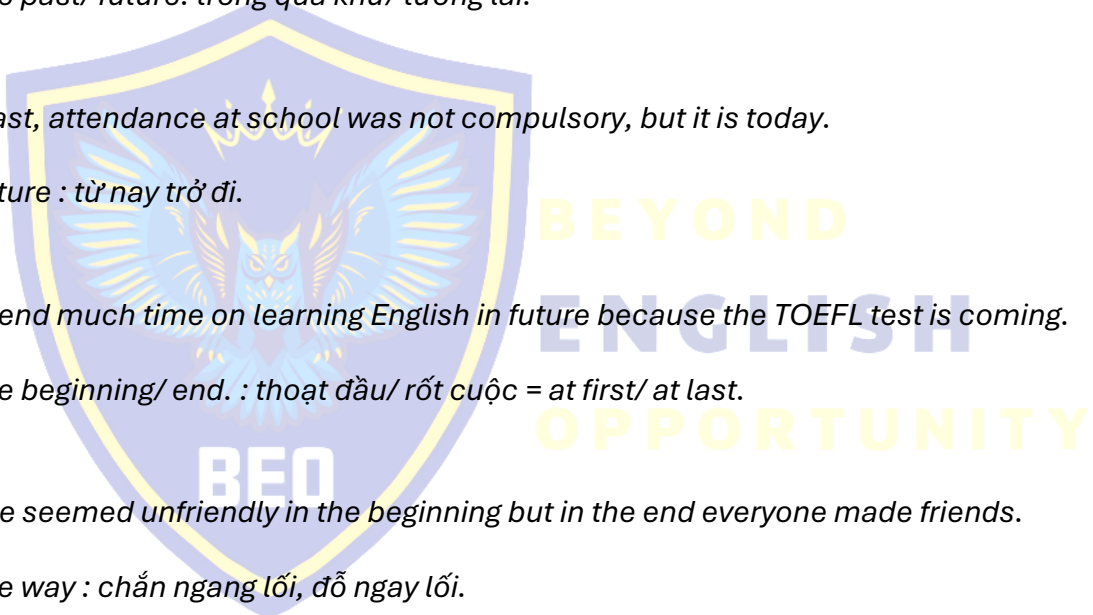 past/ future: trong quá khứ/ tương lai.
ast, attendance at school was not compulsory, but it is today.
ture : từ nay trở đi.
BEYOND
end much time on learning English in future because the TOEFL test is coming.
ENGLISH
e beginning/ end. : thoạt đầu/ rốt cuộc = at first/ at last.
OPPORTUNITY
BEO
e seemed unfriendly in the beginning but in the end everyone made friends.
e way : chắn ngang lối, đỗ ngay lối.